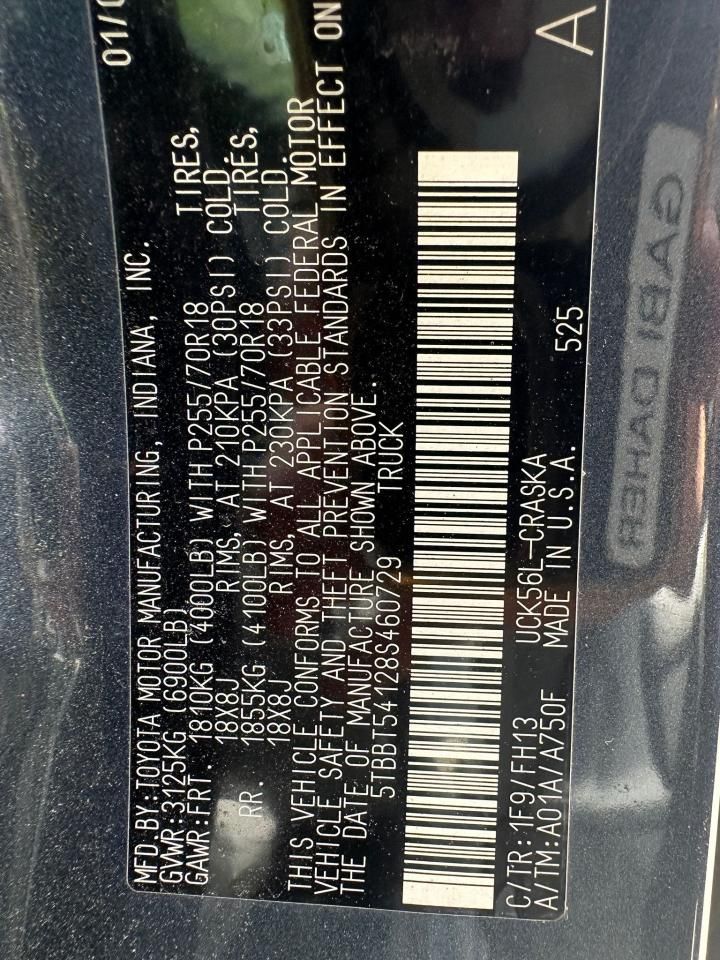 MFD.BY:TOYOTA MOTOR MANUFACTURING, INDIANA, INC. 01/0
GVWR:3125KG (6900LB)
GAWR:FRT. 1810KG (4000LB) WITH P255/70R18 TIRES,
18X8J RIMS, AT 210KPA (30PSI) COLD
RR. 1855KG (4100LB) WITH P255/70R18 TIRES,
18X8J RIMS, AT 230KPA (33PSI) COLD
THIS VEHICLE CONFORMS TO ALL APPLICABLE FEDERAL MOTOR
VEHICLE SAFETY AND THEFT PREVENTION STANDARDS IN EFFECT ON
THE DATE OF MANUFACTURE SHOWN ABOVE.
5TBBT54128S460729 TRUCK
C/TR:1F9/FH13 UCK56L-CRASKA
A/TM:A01A/A750F MADE IN U.S.A. 525 A
GABI DAHER